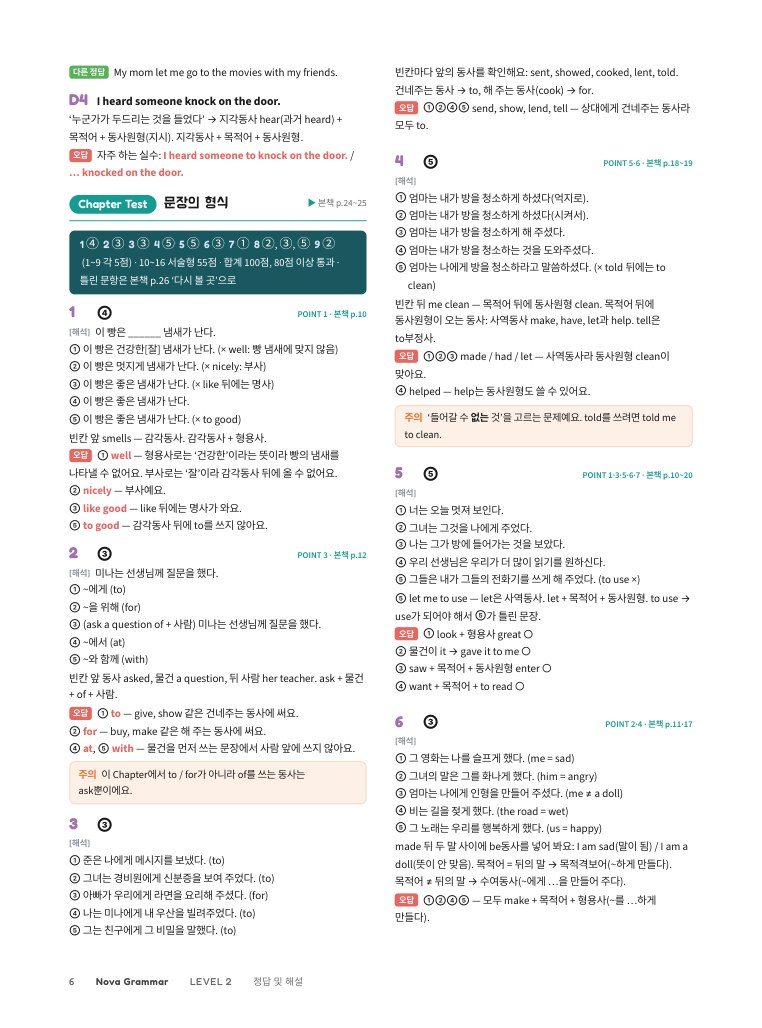 다른 정답 My mom let me go to the movies with my friends.
D4 I heard someone knock on the door.
‘누군가가 두드리는 것을 들었다’ → 지각동사 hear(과거 heard) +
목적어 + 동사원형(지시). 지각동사 + 목적어 + 동사원형.
오답 자주 하는 실수: I heard someone to knock on the door. /
… knocked on the door.
Chapter Test 문장의 형식 ▶ 본책 p.24~25
1 ④ 2 ③ 3 ③ 4 ⑤ 5 ⑤ 6 ③ 7 ① 8 ②, ③, ⑤ 9 ②
(1~9 각 5점) · 10~16 서술형 55점 · 합계 100점, 80점 이상 통과 ·
틀린 문항은 본책 p.26 ‘다시 볼 곳’으로
1 ④ POINT 1 · 본책 p.10
[해석] 이 빵은 ______ 냄새가 난다.
① 이 빵은 건강한[잘] 냄새가 난다. (× well: 빵 냄새에 맞지 않음)
② 이 빵은 멋지게 냄새가 난다. (× nicely: 부사)
③ 이 빵은 좋은 냄새가 난다. (× like 뒤에는 명사)
④ 이 빵은 좋은 냄새가 난다.
⑤ 이 빵은 좋은 냄새가 난다. (× to good)
빈칸 앞 smells — 감각동사. 감각동사 + 형용사.
오답 ① well — 형용사로는 ‘건강한’이라는 뜻이라 빵의 냄새를
나타낼 수 없어요. 부사로는 ‘잘’이라 감각동사 뒤에 올 수 없어요.
② nicely — 부사예요.
③ like good — like 뒤에는 명사가 와요.
⑤ to good — 감각동사 뒤에 to를 쓰지 않아요.
2 ③ POINT 3 · 본책 p.12
[해석] 미나는 선생님께 질문을 했다.
① ~에게 (to)
② ~을 위해 (for)
③ (ask a question of + 사람) 미나는 선생님께 질문을 했다.
④ ~에서 (at)
⑤ ~와 함께 (with)
빈칸 앞 동사 asked, 물건 a question, 뒤 사람 her teacher. ask + 물건
+ of + 사람.
오답 ① to — give, show 같은 건네주는 동사에 써요.
② for — buy, make 같은 해 주는 동사에 써요.
④ at, ⑤ with — 물건을 먼저 쓰는 문장에서 사람 앞에 쓰지 않아요.
주의 이 Chapter에서 to / for가 아니라 of를 쓰는 동사는
ask뿐이에요.
3 ③
[해석]
① 준은 나에게 메시지를 보냈다. (to)
② 그녀는 경비원에게 신분증을 보여 주었다. (to)
③ 아빠가 우리에게 라면을 요리해 주셨다. (for)
④ 나는 미나에게 내 우산을 빌려주었다. (to)
⑤ 그는 친구에게 그 비밀을 말했다. (to)
빈칸마다 앞의 동사를 확인해요: sent, showed, cooked, lent, told.
건네주는 동사 → to, 해 주는 동사(cook) → for.
오답 ①②④⑤ send, show, lend, tell — 상대에게 건네주는 동사라
모두 to.
4 ⑤ POINT 5·6 · 본책 p.18~19
[해석]
① 엄마는 내가 방을 청소하게 하셨다(억지로).
② 엄마는 내가 방을 청소하게 하셨다(시켜서).
③ 엄마는 내가 방을 청소하게 해 주셨다.
④ 엄마는 내가 방을 청소하는 것을 도와주셨다.
⑤ 엄마는 나에게 방을 청소하라고 말씀하셨다. (× told 뒤에는 to
clean)
빈칸 뒤 me clean — 목적어 뒤에 동사원형 clean. 목적어 뒤에
동사원형이 오는 동사: 사역동사 make, have, let과 help. tell은
to부정사.
오답 ①②③ made / had / let — 사역동사라 동사원형 clean이
맞아요.
④ helped — help는 동사원형도 쓸 수 있어요.
주의 ‘들어갈 수 없는 것’을 고르는 문제예요. told를 쓰려면 told me
to clean.
5 ⑤ POINT 1·3·5·6·7 · 본책 p.10~20
[해석]
① 너는 오늘 멋져 보인다.
② 그녀는 그것을 나에게 주었다.
③ 나는 그가 방에 들어가는 것을 보았다.
④ 우리 선생님은 우리가 더 많이 읽기를 원하신다.
⑤ 그들은 내가 그들의 전화기를 쓰게 해 주었다. (to use ×)
⑤ let me to use — let은 사역동사. let + 목적어 + 동사원형. to use →
use가 되어야 해서 ⑤가 틀린 문장.
오답 ① look + 형용사 great ○
② 물건이 it → gave it to me ○
③ saw + 목적어 + 동사원형 enter ○
④ want + 목적어 + to read ○
6 ③ POINT 2·4 · 본책 p.11·17
[해석]
① 그 영화는 나를 슬프게 했다. (me = sad)
② 그녀의 말은 그를 화나게 했다. (him = angry)
③ 엄마는 나에게 인형을 만들어 주셨다. (me ≠ a doll)
④ 비는 길을 젖게 했다. (the road = wet)
⑤ 그 노래는 우리를 행복하게 했다. (us = happy)
made 뒤 두 말 사이에 be동사를 넣어 봐요: I am sad(말이 됨) / I am a
doll(뜻이 안 맞음). 목적어 = 뒤의 말 → 목적격보어(~하게 만들다).
목적어 ≠ 뒤의 말 → 수여동사(~에게 …을 만들어 주다).
오답 ①②④⑤ — 모두 make + 목적어 + 형용사(~를 …하게
만들다).
6 Nova Grammar LEVEL 2 정답 및 해설